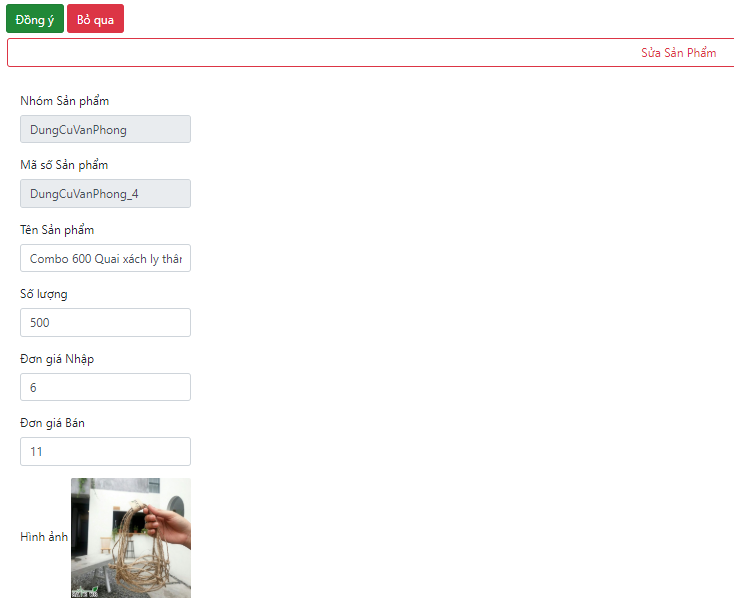 Đồng ý Bỏ qua
Sửa Sản Phẩm
Nhóm Sản phẩm
DungCuVanPhong
Mã số Sản phẩm
DungCuVanPhong_4
Tên Sản phẩm
Combo 600 Quai xách ly thân
Số lượng
500
Đơn giá Nhập
6
Đơn giá Bán
11
Hình ảnh